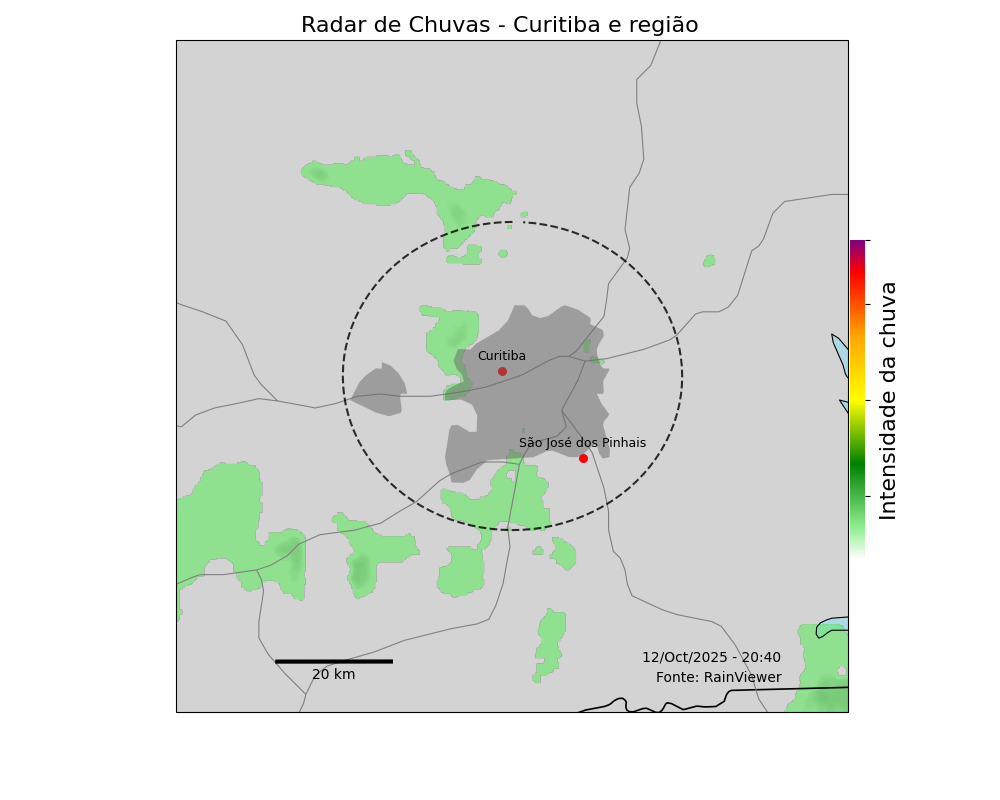 Radar de Chuvas - Curitiba e região
Curitiba
São José dos Pinhais
Intensidade da chuva
12/Oct/2025 - 20:40
Fonte: RainViewer
20 km